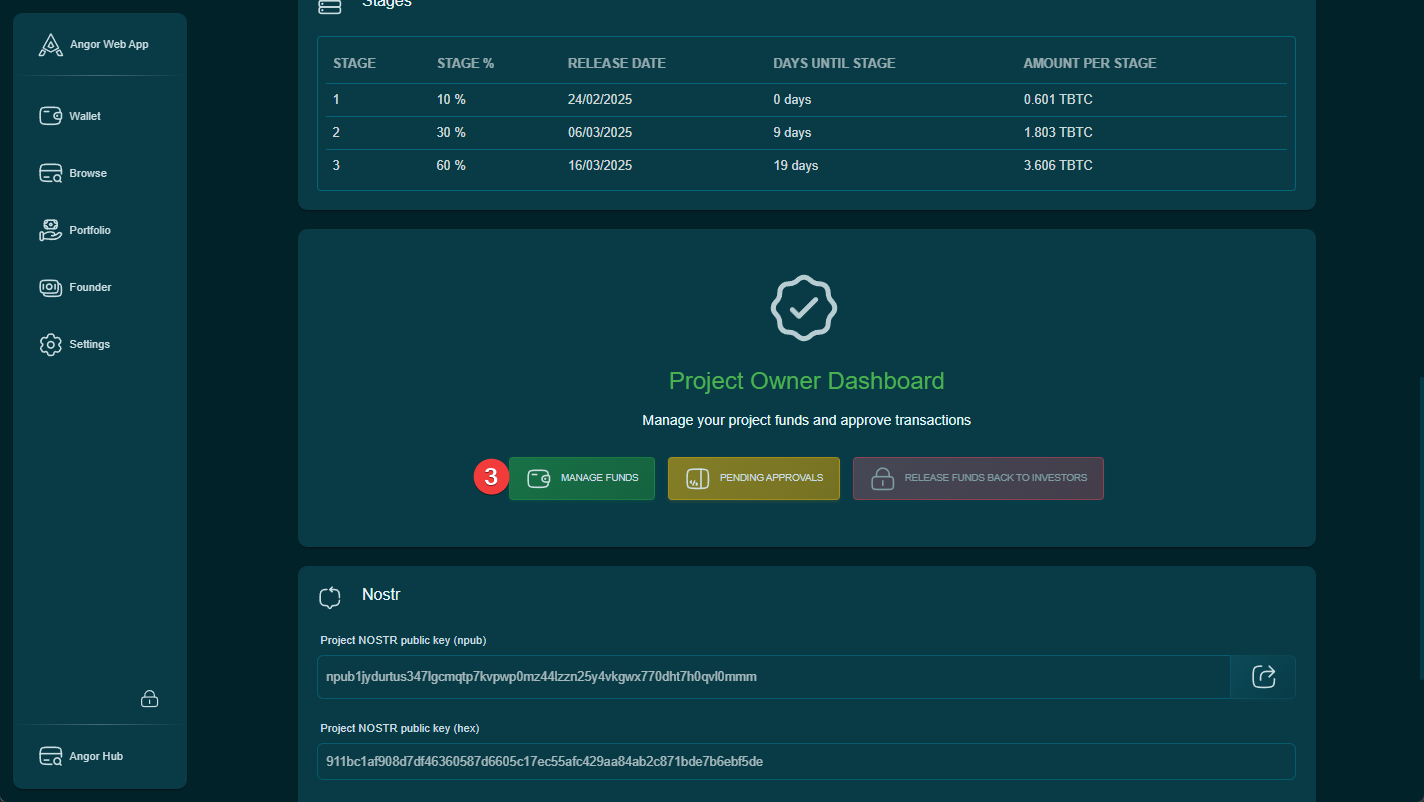 Angor Web App
Wallet
Browse
Portfolio
Founder
Settings
Angor Hub
Stages
STAGE STAGE % RELEASE DATE DAYS UNTIL STAGE AMOUNT PER STAGE
1 10 % 24/02/2025 0 days 0.601 TBTC
2 30 % 06/03/2025 9 days 1.803 TBTC
3 60 % 16/03/2025 19 days 3.606 TBTC
Project Owner Dashboard
Manage your project funds and approve transactions
3 MANAGE FUNDS PENDING APPROVALS RELEASE FUNDS BACK TO INVESTORS
Nostr
Project NOSTR public key (npub)
npub1jydurtus347lgcmqtp7kvpwp0mz44lzzn25y4vkgwx770dht7h0qvl0mmm
Project NOSTR public key (hex)
911bc1af908d7df46360587d6605c17ec55afc429aa84ab2c871bde7b6ebf5de